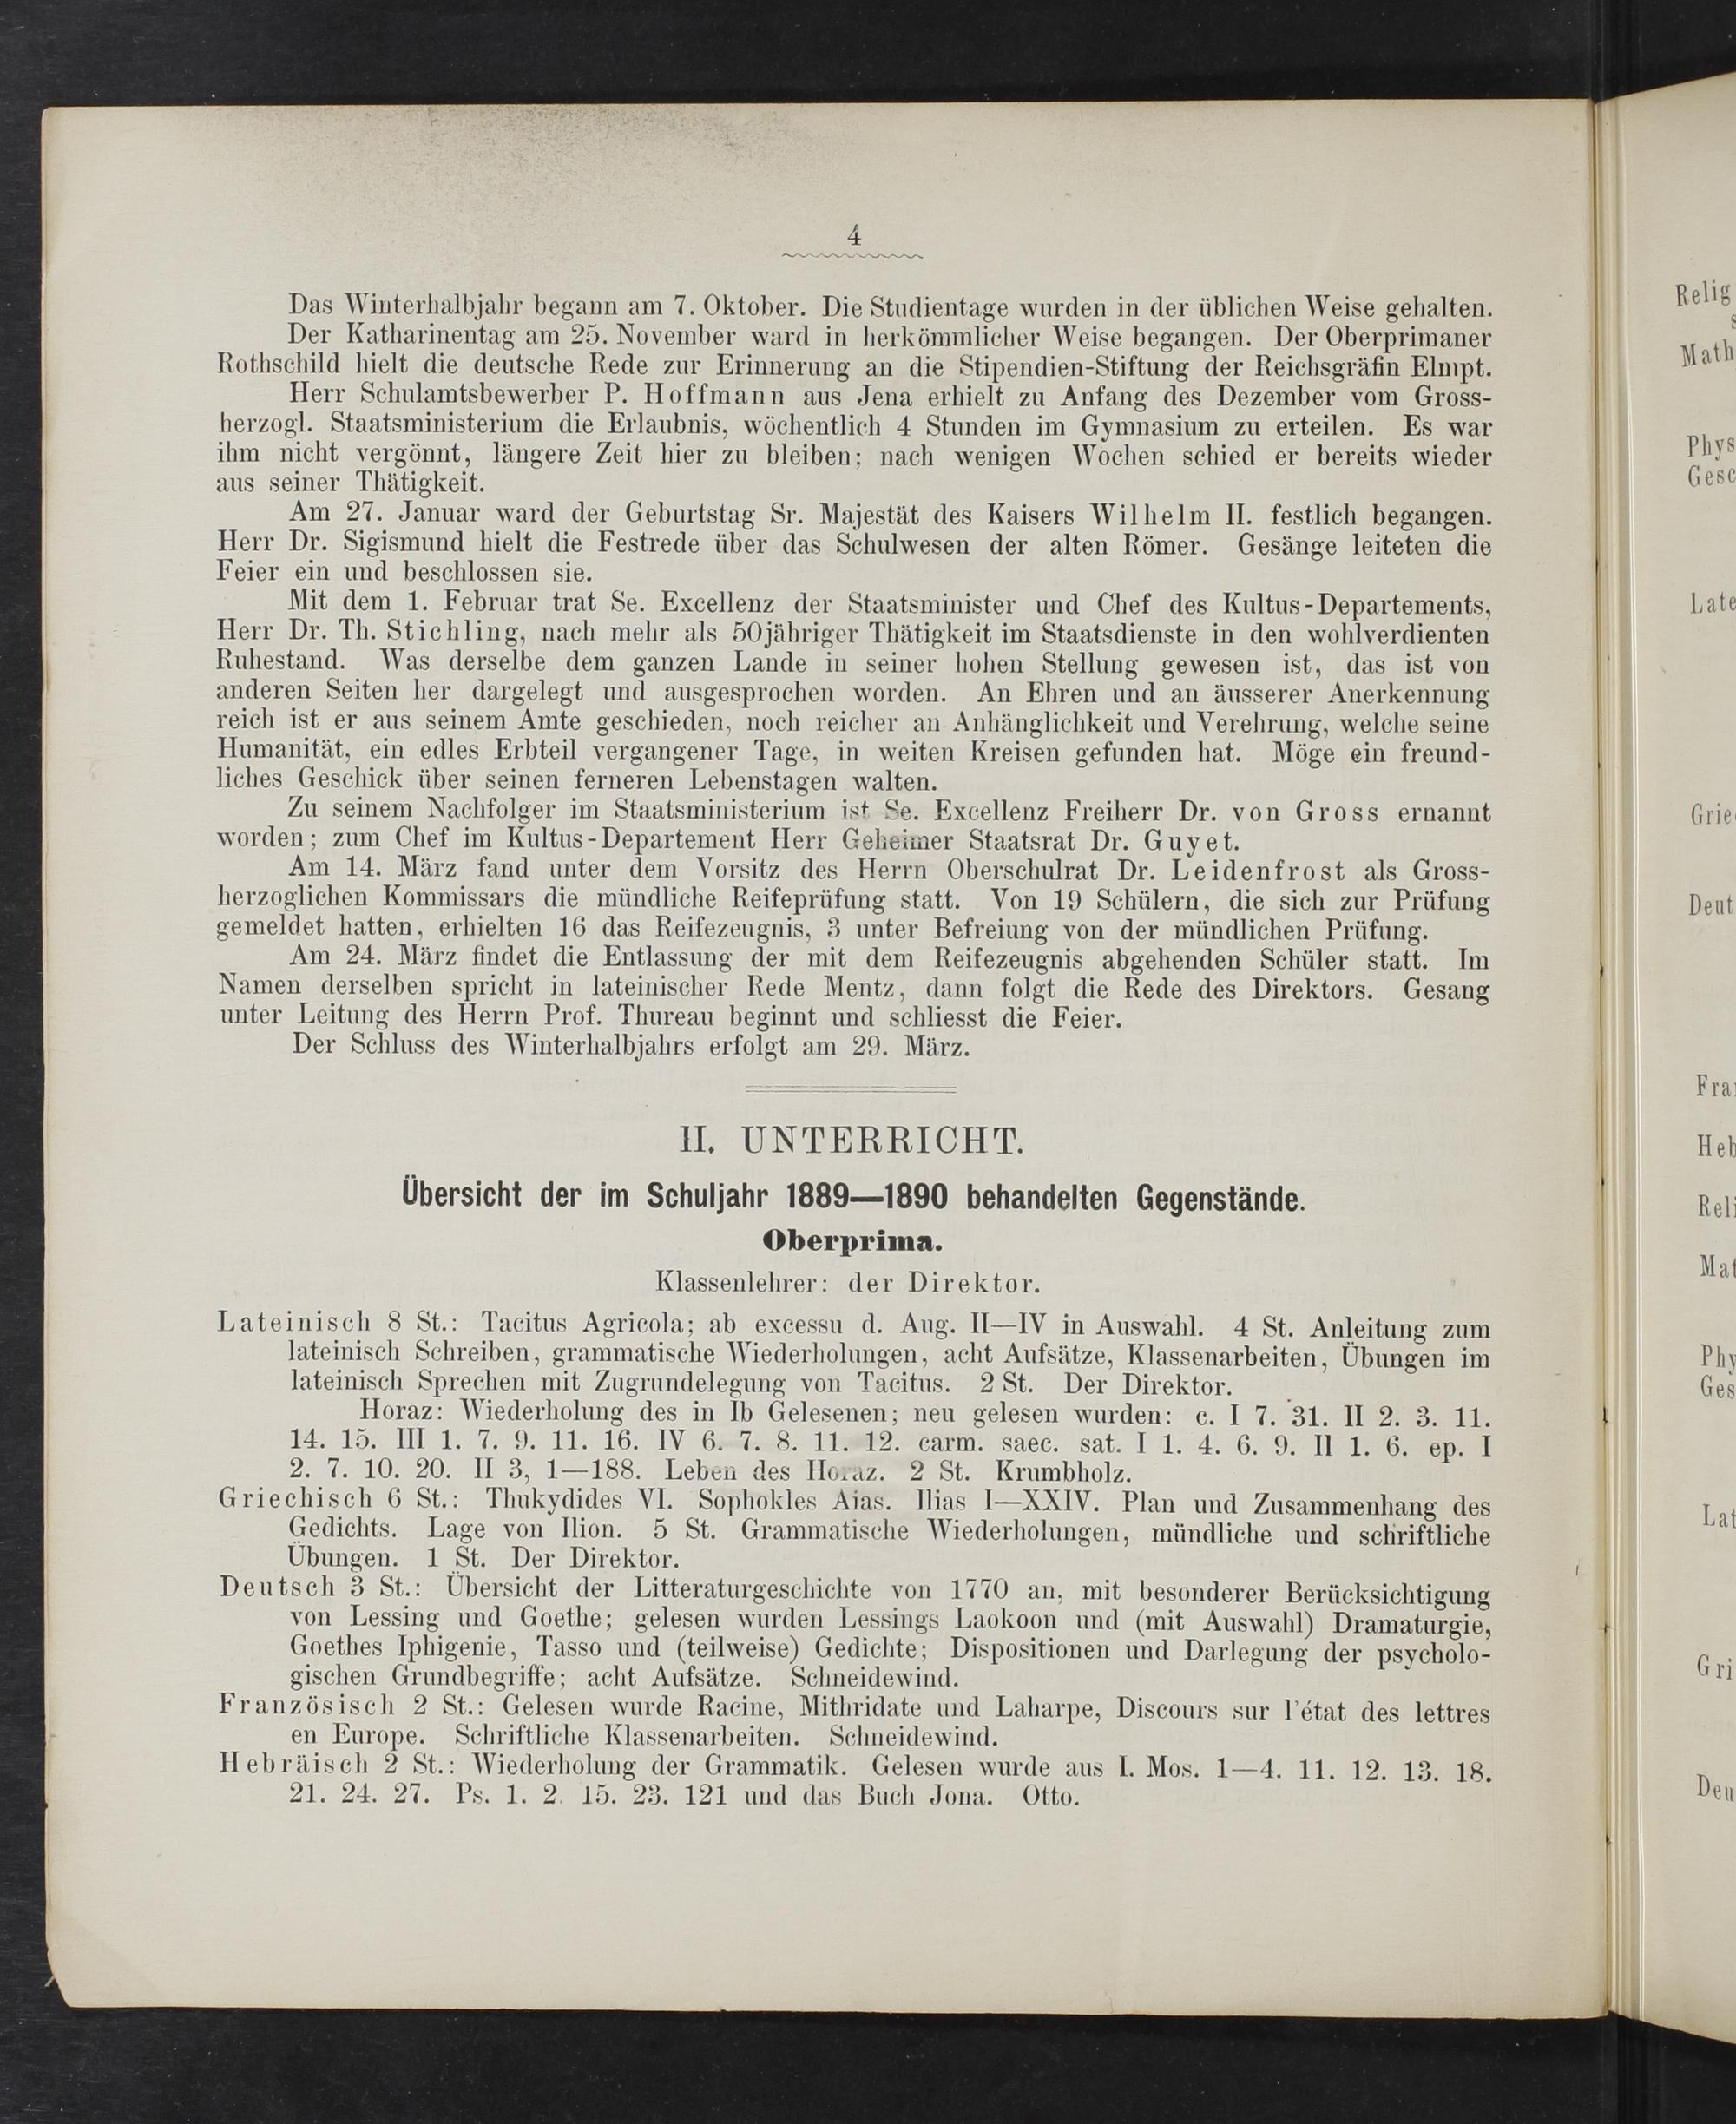 4
Das Winterhalbjahr begann am 7. Oktober. Die Studientage wurden in der üblichen Weise gehalten.
Der Katharinentag am 25. November ward in herkömmlicher Weise begangen. Der Oberprimaner
Rothschild hielt die deutsche Rede zur Erinnerung an die Stipendien-Stiftung der Reichsgräfin Elmpt.
Herr Schulamtsbewerber P. Hoffmann aus Jena erhielt zu Anfang des Dezember vom Gross-
herzogl. Staatsministerium die Erlaubnis, wöchentlich 4 Stunden im Gymnasium zu erteilen. Es war
ihm nicht vergönnt, längere Zeit hier zu bleiben; nach wenigen Wochen schied er bereits wieder
aus seiner Thätigkeit.
Am 27. Januar ward der Geburtstag Sr. Majestät des Kaisers Wilhelm II. festlich begangen.
Herr Dr. Sigismund hielt die Festrede über das Schulwesen der alten Römer. Gesänge leiteten die
Feier ein und beschlossen sie.
Mit dem 1. Februar trat Se. Excellenz der Staatsminister und Chef des Kultus-Departements,
Herr Dr. Th. Stichling, nach mehr als 50jähriger Thätigkeit im Staatsdienste in den wohlverdienten
Ruhestand. Was derselbe dem ganzen Lande in seiner hohen Stellung gewesen ist, das ist von
anderen Seiten her dargelegt und ausgesprochen worden. An Ehren und an äusserer Anerkennung
reich ist er aus seinem Amte geschieden, noch reicher an Anhänglichkeit und Verehrung, welche seine
Humanität, ein edles Erbteil vergangener Tage, in weiten Kreisen gefunden hat. Möge ein freund-
liches Geschick über seinen ferneren Lebenstagen walten.
Zu seinem Nachfolger im Staatsministerium ist Se. Excellenz Freiherr Dr. von Gross ernannt
worden; zum Chef im Kultus-Departement Herr Geheimer Staatsrat Dr. Guyet.
Am 14. März fand unter dem Vorsitz des Herrn Oberschulrat Dr. Leidenfrost als Gross-
herzoglichen Kommissars die mündliche Reifeprüfung statt. Von 19 Schülern, die sich zur Prüfung
gemeldet hatten, erhielten 16 das Reifezeugnis, 3 unter Befreiung von der mündlichen Prüfung.
Am 24. März findet die Entlassung der mit dem Reifezeugnis abgehenden Schüler statt. Im
Namen derselben spricht in lateinischer Rede Mentz, dann folgt die Rede des Direktors. Gesang
unter Leitung des Herrn Prof. Thureau beginnt und schliesst die Feier.
Der Schluss des Winterhalbjahrs erfolgt am 29. März.
II. UNTERRICHT.
Übersicht der im Schuljahr 1889—1890 behandelten Gegenstände.
Oberprima.
Klassenlehrer: der Direktor.
Lateinisch 8 St.: Tacitus Agricola; ab excessu d. Aug. II—IV in Auswahl. 4 St. Anleitung zum
lateinisch Schreiben, grammatische Wiederholungen, acht Aufsätze, Klassenarbeiten, Übungen im
lateinisch Sprechen mit Zugrundelegung von Tacitus. 2 St. Der Direktor.
Horaz: Wiederholung des in Ib Gelesenen; neu gelesen wurden: c. I 7. 31. II 2. 3. 11.
14. 15. III 1. 7. 9. 11. 16. IV 6. 7. 8. 11. 12. carm. saec. sat. I 1. 4. 6. 9. II 1. 6. ep. I
2. 7. 10. 20. II 3, 1—188. Leben des Horaz. 2 St. Krumbholz.
Griechisch 6 St.: Thukydides VI. Sophokles Aias. Ilias I—XXIV. Plan und Zusammenhang des
Gedichts. Lage von Ilion. 5 St. Grammatische Wiederholungen, mündliche und schriftliche
Übungen. 1 St. Der Direktor.
Deutsch 3 St.: Übersicht der Litteraturgeschichte von 1770 an, mit besonderer Berücksichtigung
von Lessing und Goethe; gelesen wurden Lessings Laokoon und (mit Auswahl) Dramaturgie,
Goethes Iphigenie, Tasso und (teilweise) Gedichte; Dispositionen und Darlegung der psycholo-
gischen Grundbegriffe; acht Aufsätze. Schneidewind.
Französisch 2 St.: Gelesen wurde Racine, Mithridate und Laharpe, Discours sur l'état des lettres
en Europe. Schriftliche Klassenarbeiten. Schneidewind.
Hebräisch 2 St.: Wiederholung der Grammatik. Gelesen wurde aus I. Mos. 1—4. 11. 12. 13. 18.
21. 24. 27. Ps. 1. 2. 15. 23. 121 und das Buch Jona. Otto.